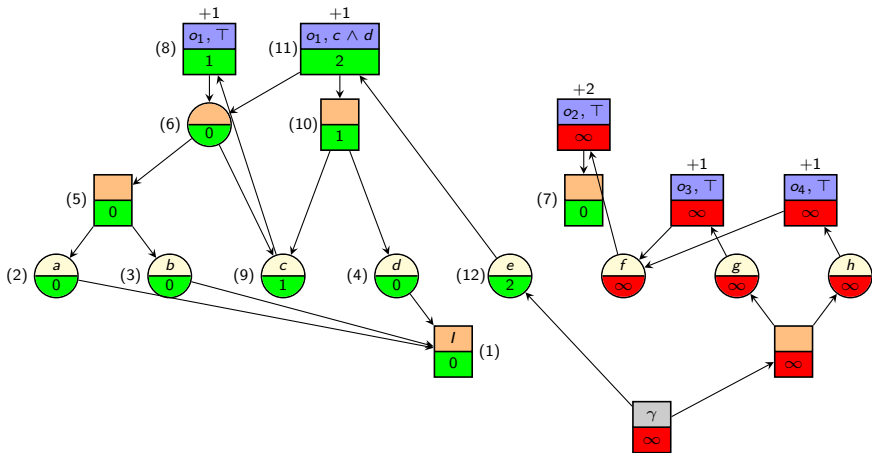 +1 +1
(8) o₁, ⊤ (11) o₁, c ∧ d
1 2
+2
(6) 0 (10) 1 o₂, ⊤
∞
+1 +1
(5) 0 (7) 0 o₃, ⊤ o₄, ⊤
∞ ∞
(2) a (3) b (9) c (4) d (12) e f g h
0 0 1 0 2 ∞ ∞ ∞
I (1)
0 ∞
γ
∞